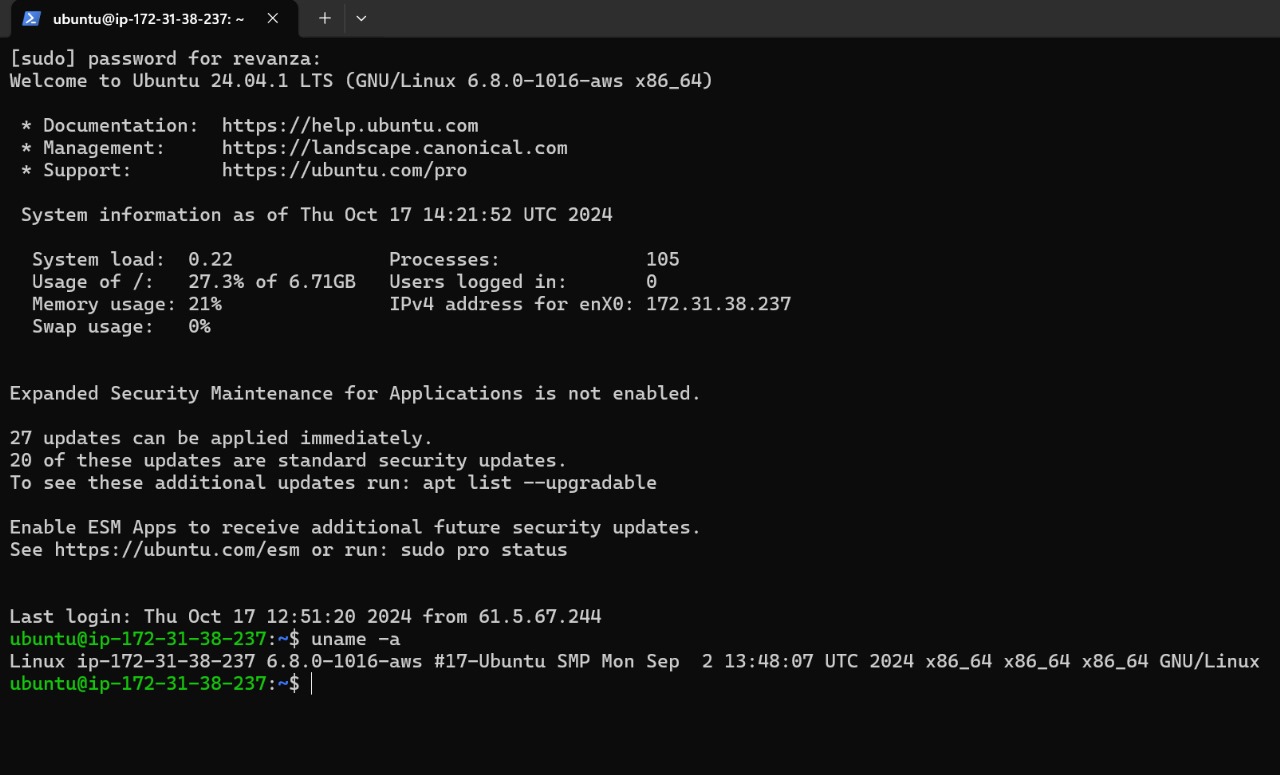 ubuntu@ip-172-31-38-237: ~
[sudo] password for revanza:
Welcome to Ubuntu 24.04.1 LTS (GNU/Linux 6.8.0-1016-aws x86_64)
* Documentation:  https://help.ubuntu.com
* Management:     https://landscape.canonical.com
* Support:        https://ubuntu.com/pro
System information as of Thu Oct 17 14:21:52 UTC 2024
System load:  0.22              Processes:             105
Usage of /:   27.3% of 6.71GB   Users logged in:       0
Memory usage: 21%               IPv4 address for enX0: 172.31.38.237
Swap usage:   0%
Expanded Security Maintenance for Applications is not enabled.
27 updates can be applied immediately.
20 of these updates are standard security updates.
To see these additional updates run: apt list --upgradable
Enable ESM Apps to receive additional future security updates.
See https://ubuntu.com/esm or run: sudo pro status
Last login: Thu Oct 17 12:51:20 2024 from 61.5.67.244
ubuntu@ip-172-31-38-237:~$ uname -a
Linux ip-172-31-38-237 6.8.0-1016-aws #17-Ubuntu SMP Mon Sep  2 13:48:07 UTC 2024 x86_64 x86_64 x86_64 GNU/Linux
ubuntu@ip-172-31-38-237:~$